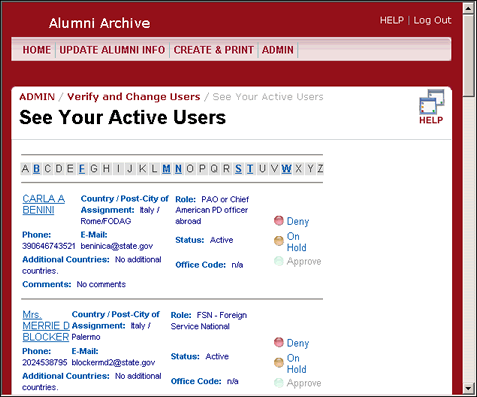 Alumni Archive
HELP | Log Out
HOME | UPDATE ALUMNI INFO | CREATE & PRINT | ADMIN
ADMIN / Verify and Change Users / See Your Active Users
See Your Active Users
HELP
A B C D E F G H I J K L M N O P Q R S T U V W X Y Z
CARLA A
BENINI
Country / Post-City of
Assignment: Italy /
Rome/FODAG
Role: PAO or Chief
American PD officer
abroad
Phone:
390646743521
E-Mail:
beninica@state.gov
Status: Active
Additional Countries: No additional
countries.
Office Code: n/a
Comments: No comments
Deny
On
Hold
Approve
Mrs.
MERRIE D
BLOCKER
Country / Post-City of
Assignment: Italy /
Palermo
Role: FSN - Foreign
Service National
Phone:
2024538795
E-Mail:
blockermd2@state.gov
Status: Active
Additional Countries: No additional
countries.
Office Code: n/a
Deny
On
Hold
Approve